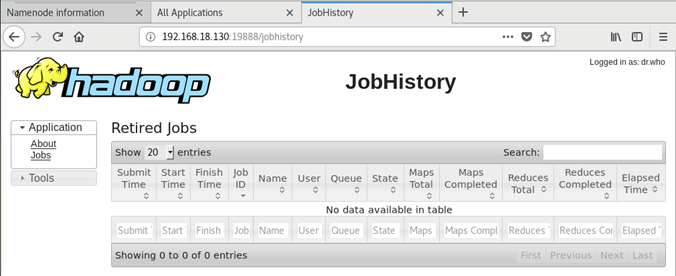 Namenode information
All Applications
JobHistory
192.168.18.130:19888/jobhistory
Logged in as: dr.who
hadoop
JobHistory
Application
About
Jobs
Tools
Retired Jobs
Show 20 entries
Search:
Submit Time Start Time Finish Time Job ID Name User Queue State Maps Total Maps Completed Reduces Total Reduces Completed Elapsed Time
No data available in table
Submit Start Finish Job Name User Queue State Maps Maps Compl Reduces Reduces Co Elapsed
Showing 0 to 0 of 0 entries
First Previous Next Last